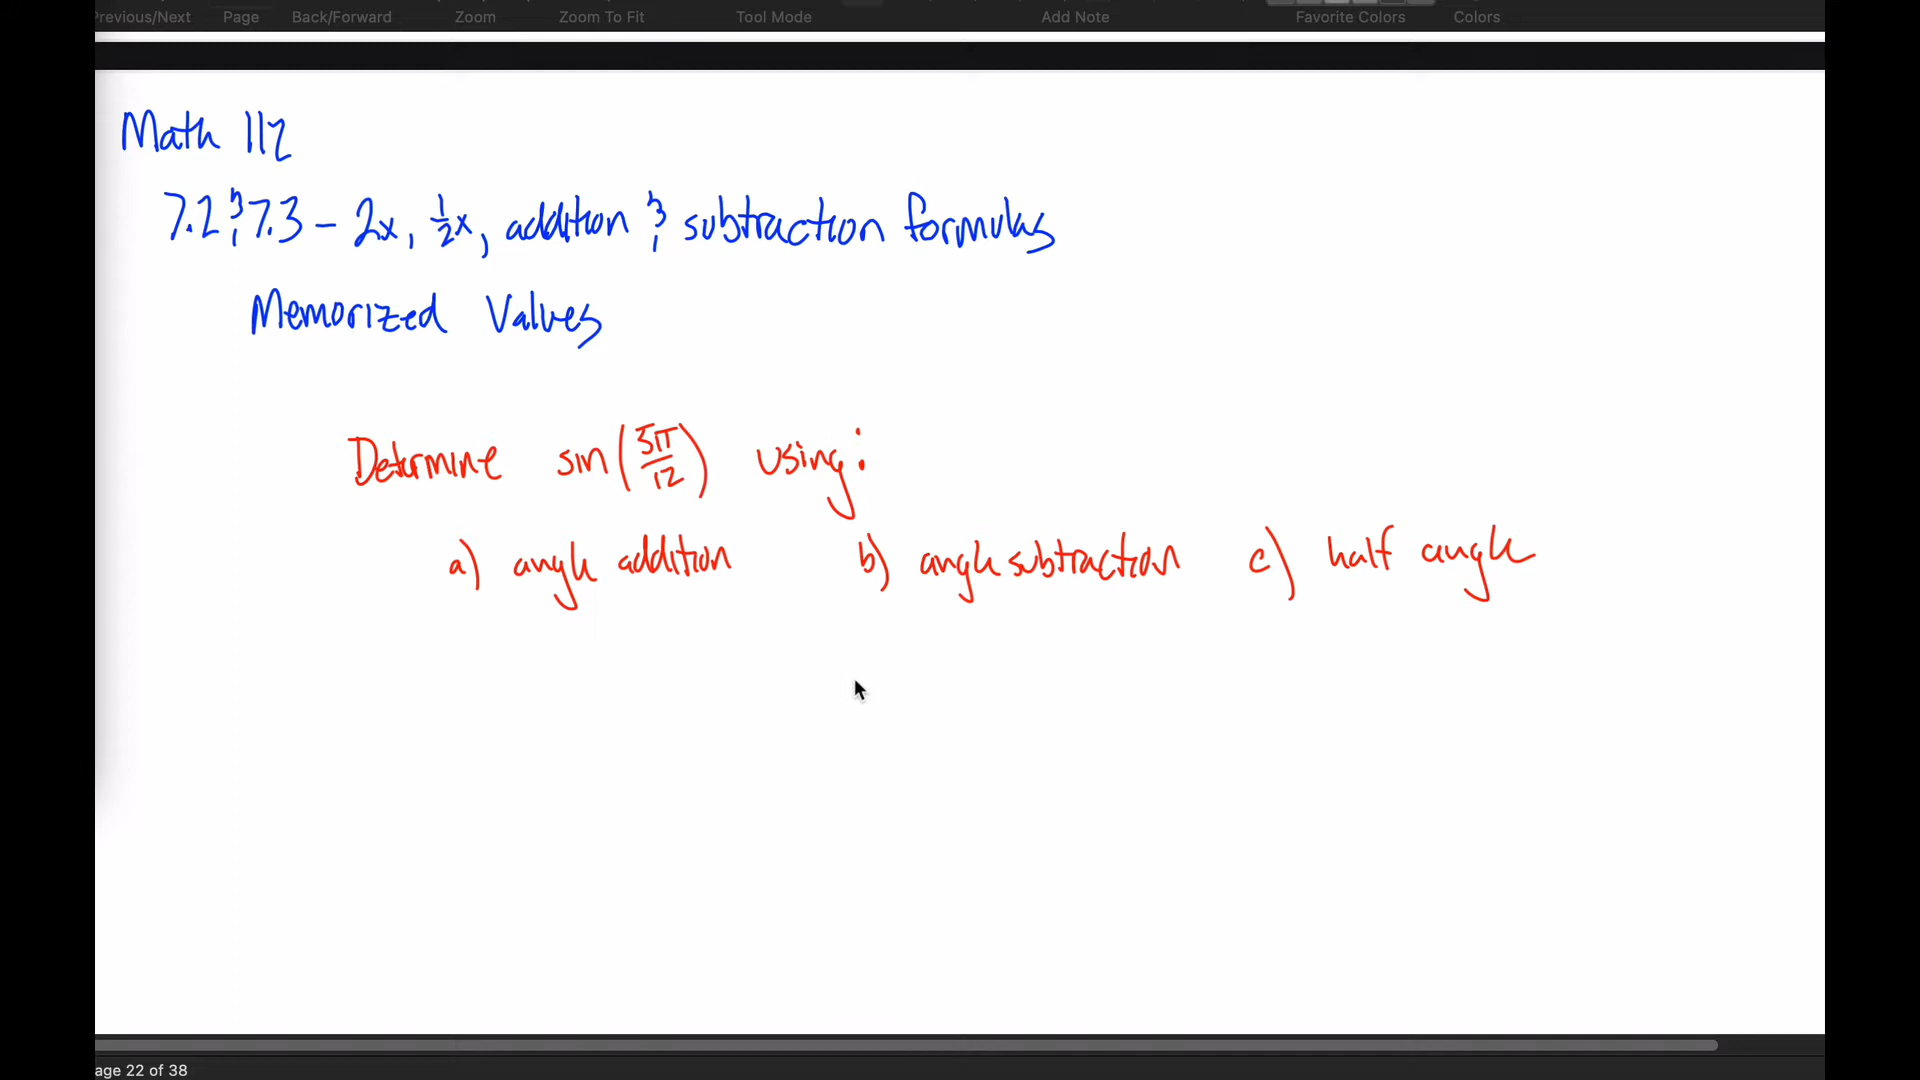 Previous/Next Page Back/Forward Zoom Zoom To Fit Tool Mode Add Note Favorite Colors Colors
Math 112
7.2 & 7.3 - 2x, 1/2x, addition & subtraction formulas
Memorized Values
Determine sin(5π/12) using:
a) angle addition b) angle subtraction c) half angle
age 22 of 38